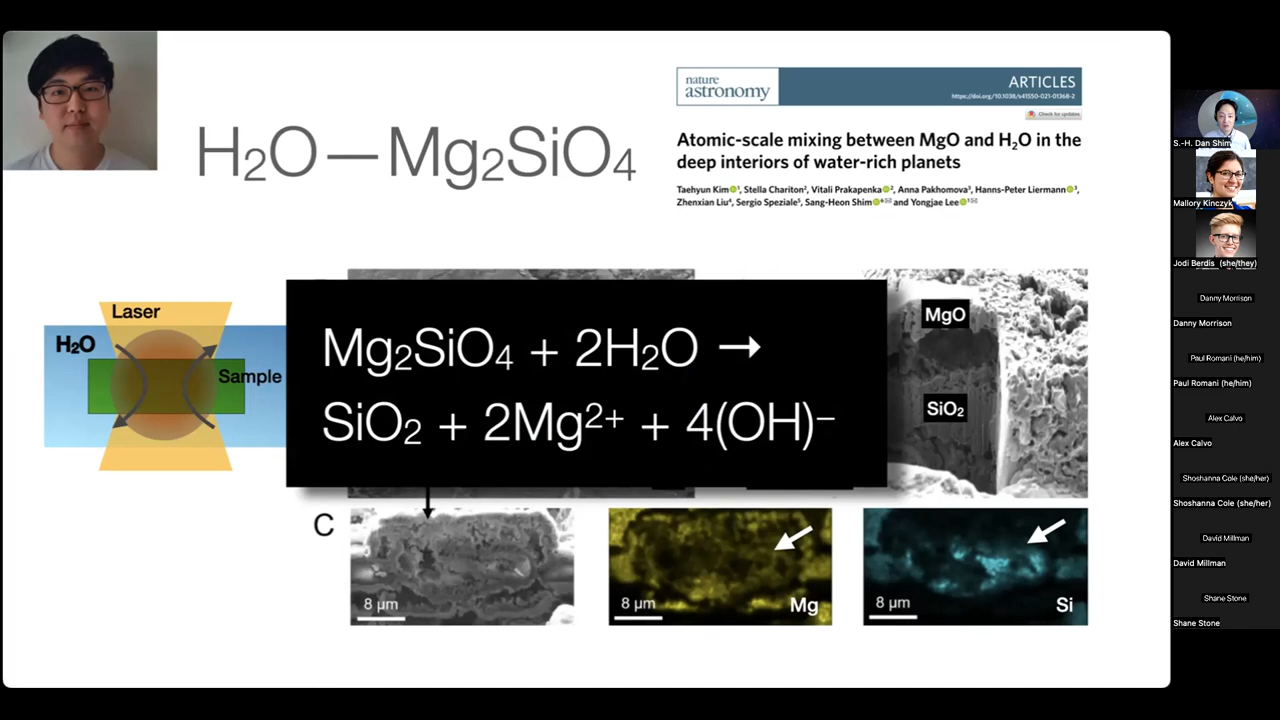 H₂O — Mg₂SiO₄
nature
astronomy
ARTICLES
https://doi.org/10.1038/s41550-021-01368-2
Check for updates
Atomic-scale mixing between MgO and H₂O in the
deep interiors of water-rich planets
Taehyun Kim¹, Stella Chariton², Vitali Prakapenka², Anna Pakhomova³, Hanns-Peter Liermann³,
Zhenxian Liu⁴, Sergio Speziale⁵, Sang-Heon Shim⁶ and Yongjae Lee¹
Laser
H₂O
Sample
Mg₂SiO₄ + 2H₂O →
SiO₂ + 2Mg²⁺ + 4(OH)⁻
MgO
SiO₂
C
8 µm
8 µm
Mg
8 µm
Si
S.-H. Dan Shim
Mallory Kinczyk
Jodi Berdis (she/they)
Danny Morrison
Danny Morrison
Paul Romani (he/him)
Paul Romani (he/him)
Alex Calvo
Alex Calvo
Shoshanna Cole (she/her)
Shoshanna Cole (she/her)
David Millman
David Millman
Shane Stone
Shane Stone